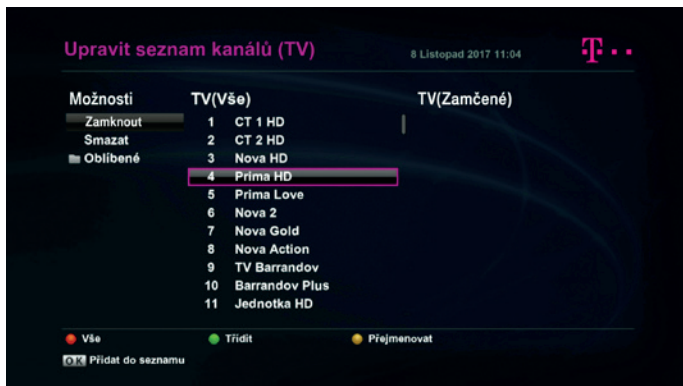 Upravit seznam kanálů (TV)
8 Listopad 2017 11:04
T
Možnosti
Zamknout
Smazat
Oblíbené
TV(Vše)
1 CT 1 HD
2 CT 2 HD
3 Nova HD
4 Prima HD
5 Prima Love
6 Nova 2
7 Nova Gold
8 Nova Action
9 TV Barrandov
10 Barrandov Plus
11 Jednotka HD
TV(Zamčené)
Vše
Třídit
Přejmenovat
OK Přidat do seznamu